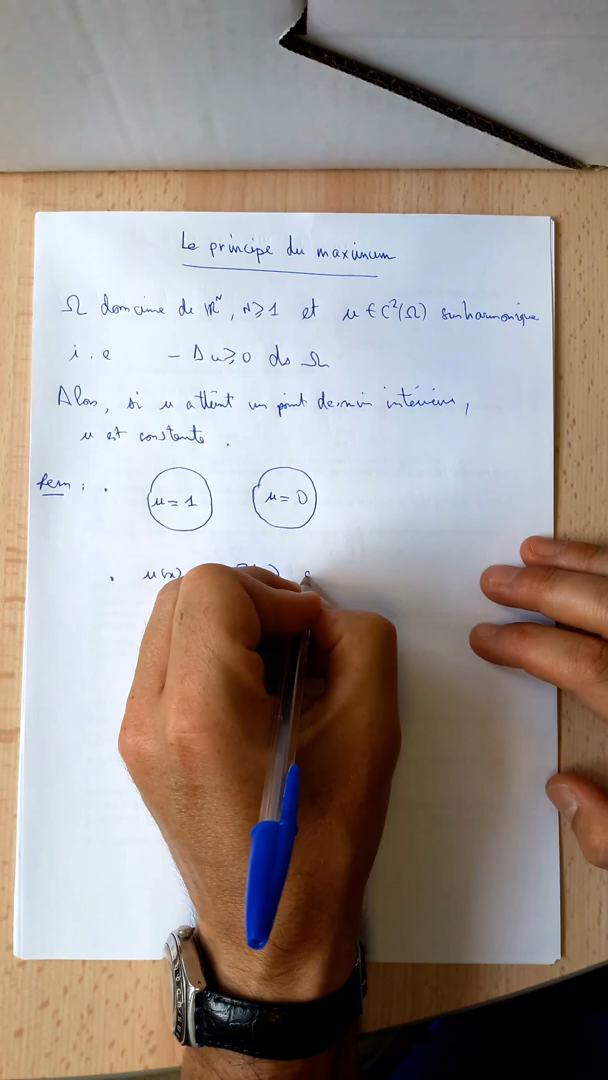 Le principe du maximum
Ω domaine de ℝᴺ, N ≥ 1 et u ∈ C²(Ω) surharmonique
i.e − Δu ≥ 0 ds Ω
Alors, si u atteint un point de min intérieur,
u est constante.
Rem : . u = 1 u = 0
. u(x)